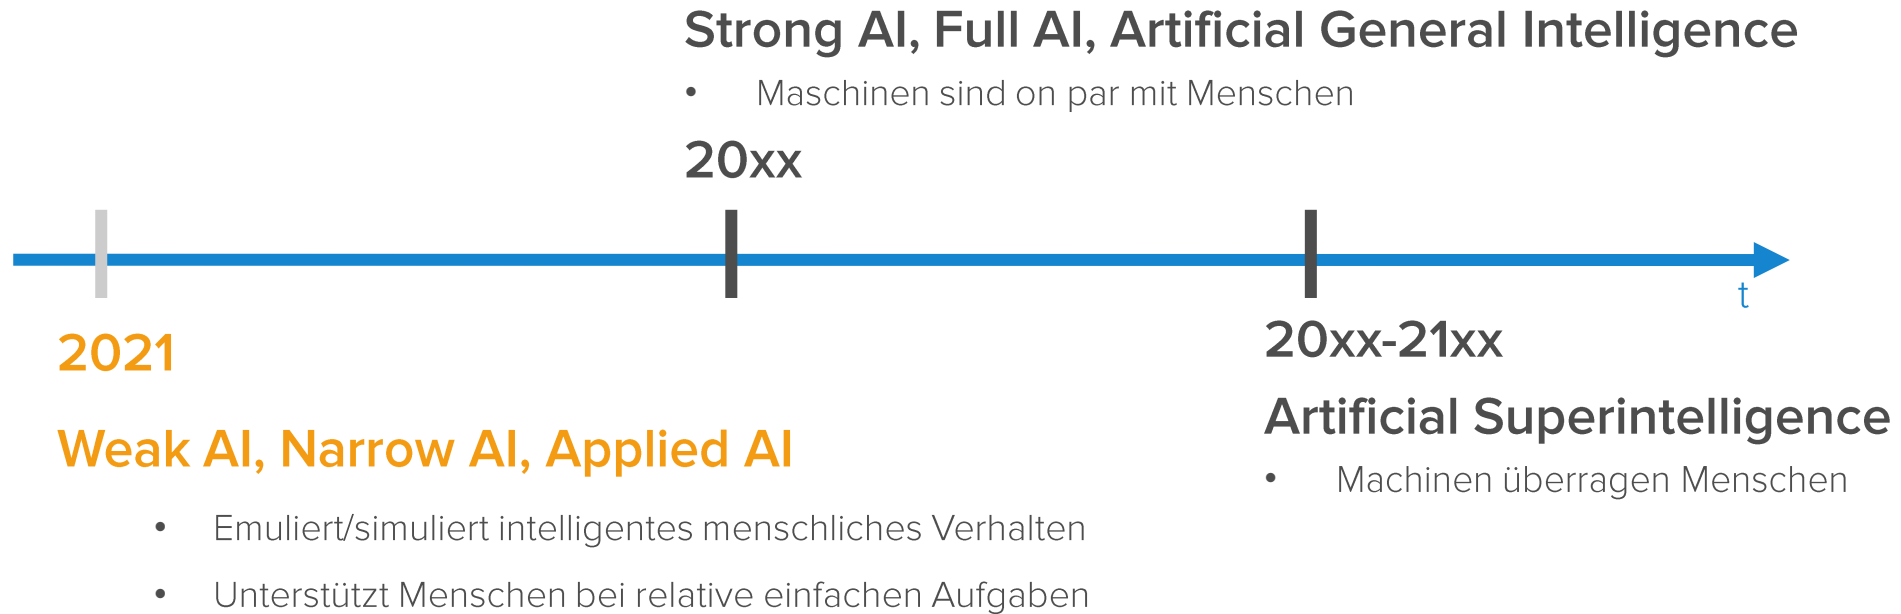 Strong AI, Full AI, Artificial General Intelligence
• Maschinen sind on par mit Menschen
20xx
t
2021
20xx-21xx
Artificial Superintelligence
• Machinen überragen Menschen
Weak AI, Narrow AI, Applied AI
• Emuliert/simuliert intelligentes menschliches Verhalten
• Unterstützt Menschen bei relative einfachen Aufgaben